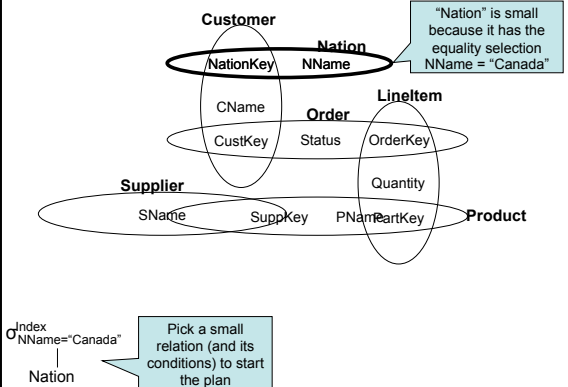 Customer
"Nation" is small
because it has the
equality selection
NName = "Canada"
Nation
NationKey NName
LineItem
CName
Order
CustKey Status OrderKey
Quantity
Supplier
SName SuppKey PName PartKey Product
σ Index NName="Canada"
Nation
Pick a small
relation (and its
conditions) to start
the plan